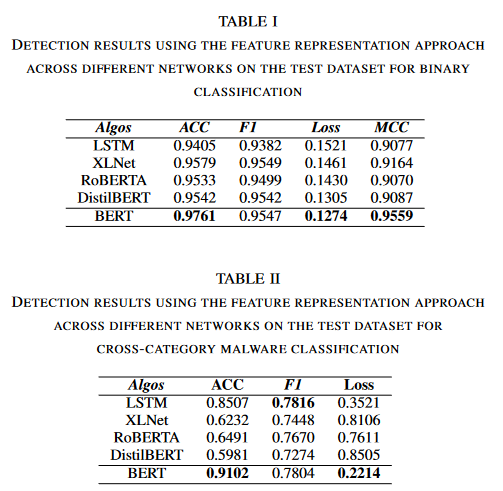 TABLE I
DETECTION RESULTS USING THE FEATURE REPRESENTATION APPROACH
ACROSS DIFFERENT NETWORKS ON THE TEST DATASET FOR BINARY
CLASSIFICATION
Algos ACC F1 Loss MCC
LSTM 0.9405 0.9382 0.1521 0.9077
XLNet 0.9579 0.9549 0.1461 0.9164
RoBERTA 0.9533 0.9499 0.1430 0.9070
DistilBERT 0.9542 0.9542 0.1305 0.9087
BERT 0.9761 0.9547 0.1274 0.9559
TABLE II
DETECTION RESULTS USING THE FEATURE REPRESENTATION APPROACH
ACROSS DIFFERENT NETWORKS ON THE TEST DATASET FOR
CROSS-CATEGORY MALWARE CLASSIFICATION
Algos ACC F1 Loss
LSTM 0.8507 0.7816 0.3521
XLNet 0.6232 0.7448 0.8106
RoBERTA 0.6491 0.7670 0.7611
DistilBERT 0.5981 0.7274 0.8505
BERT 0.9102 0.7804 0.2214